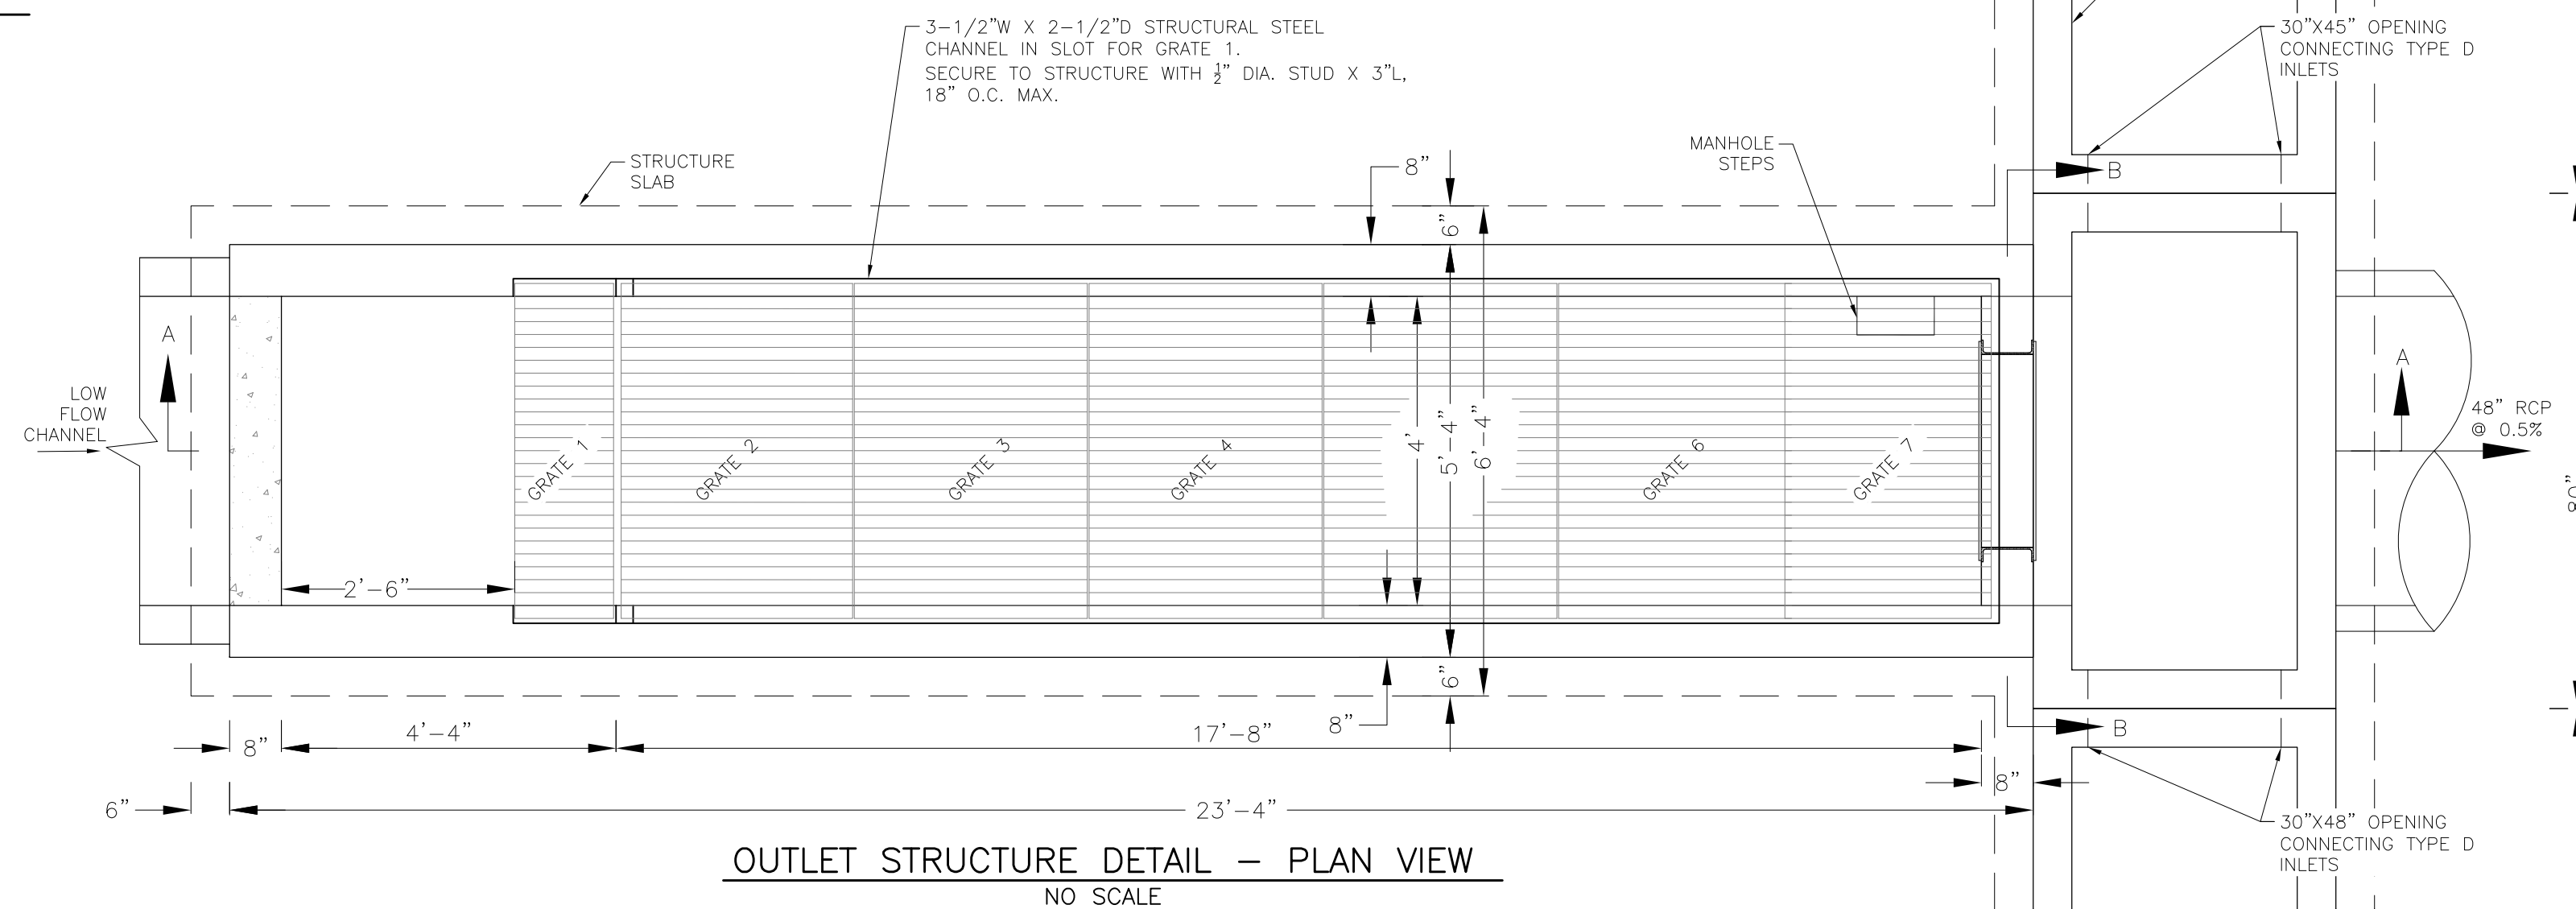 3-1/2"W X 2-1/2"D STRUCTURAL STEEL
CHANNEL IN SLOT FOR GRATE 1.
SECURE TO STRUCTURE WITH ½" DIA. STUD X 3"L,
18" O.C. MAX.
30"X45" OPENING
CONNECTING TYPE D
INLETS
STRUCTURE
SLAB
MANHOLE
STEPS
8"
6"
B
A
LOW
FLOW
CHANNEL
GRATE 1
GRATE 2
GRATE 3
GRATE 4
4'
5'-4"
6'-4"
GRATE 6
GRATE 7
A
48" RCP
@ 0.5%
2'-6"
6"
8"
8"
4'-4"
17'-8"
B
8"
6"
23'-4"
30"X48" OPENING
CONNECTING TYPE D
INLETS
OUTLET STRUCTURE DETAIL - PLAN VIEW
NO SCALE